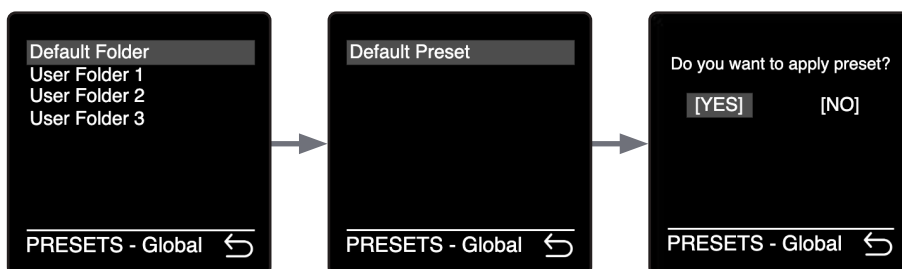 Default Folder
User Folder 1
User Folder 2
User Folder 3
PRESETS - Global
Default Preset
PRESETS - Global
Do you want to apply preset?
[YES] [NO]
PRESETS - Global